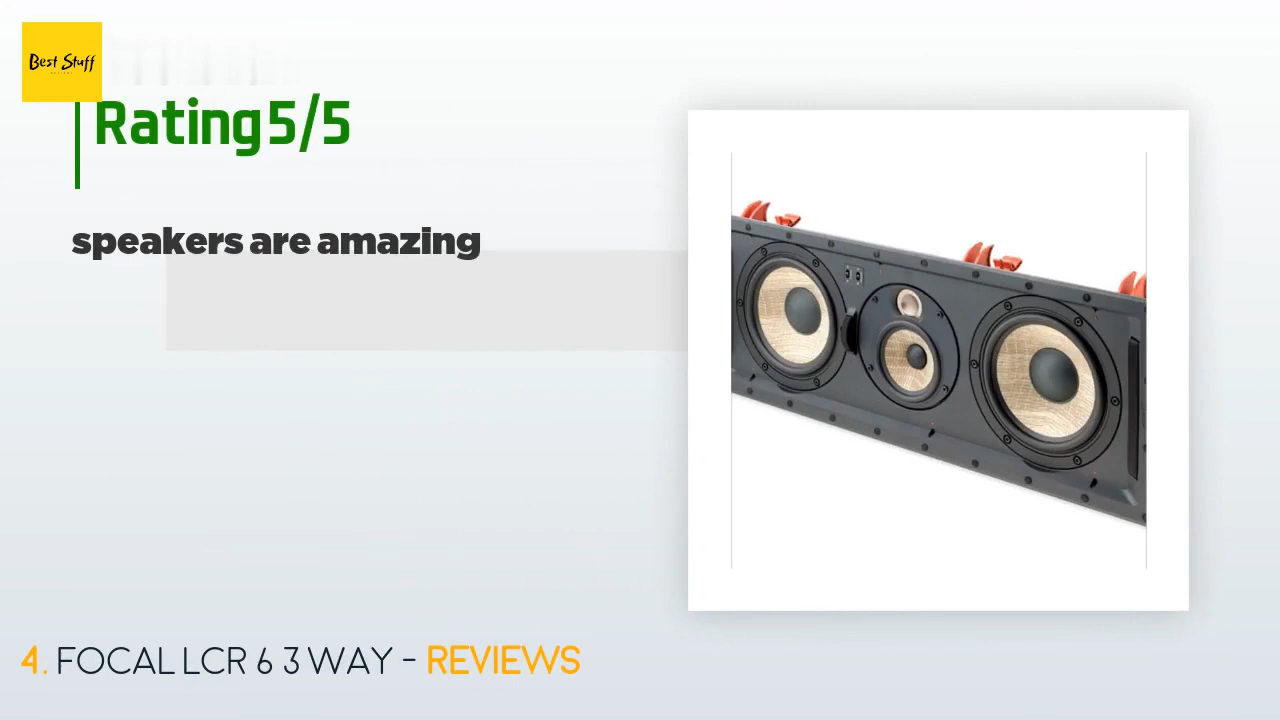 Best Stuff
Rating 5/5
speakers are amazing
4. FOCAL LCR 6 3 WAY - REVIEWS